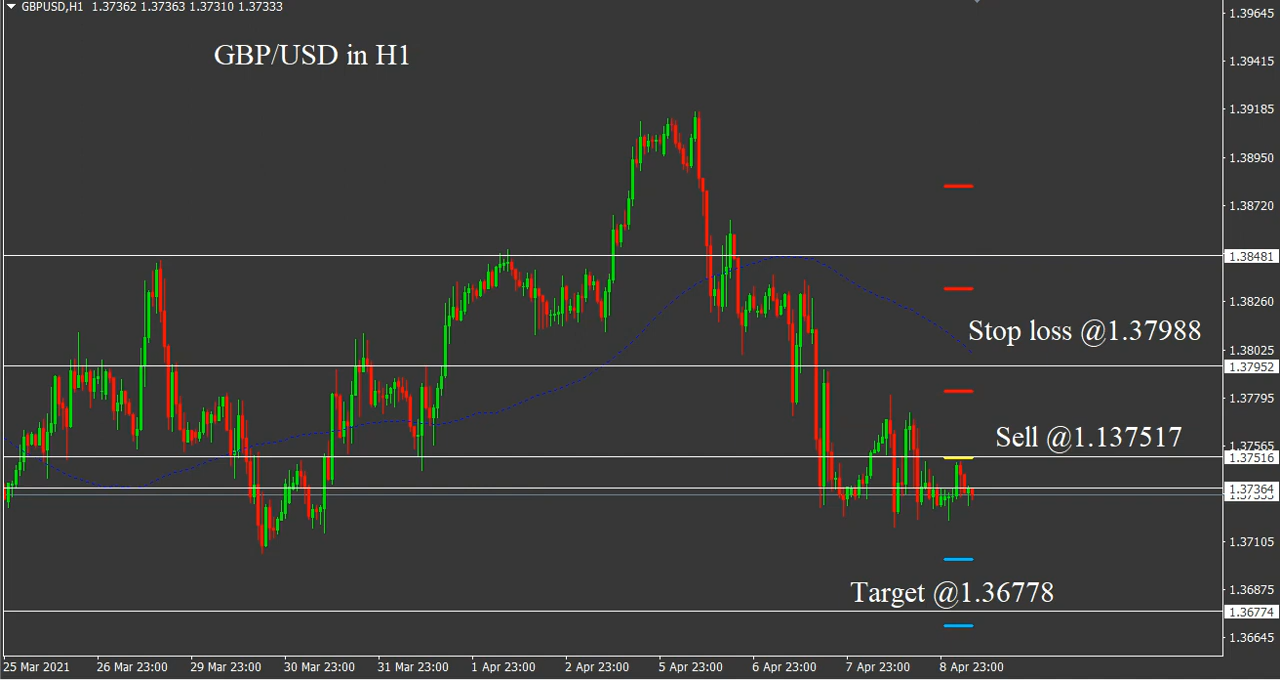 GBPUSD,H1 1.37362 1.37363 1.37310 1.37333
GBP/USD in H1
1.39645
1.39415
1.39185
1.38950
1.38720
1.38481
1.38260
Stop loss @1.37988
1.38025
1.37952
1.37795
Sell @1.137517
1.37565
1.37516
1.37364
1.37105
Target @1.36778
1.36875
1.36774
1.36645
25 Mar 2021 26 Mar 23:00 29 Mar 23:00 30 Mar 23:00 31 Mar 23:00 1 Apr 23:00 2 Apr 23:00 5 Apr 23:00 6 Apr 23:00 7 Apr 23:00 8 Apr 23:00